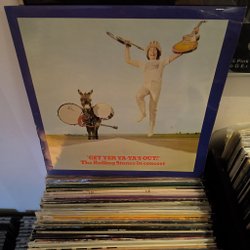 'GET YER YA-YA'S OUT!'
The Rolling Stones in concert